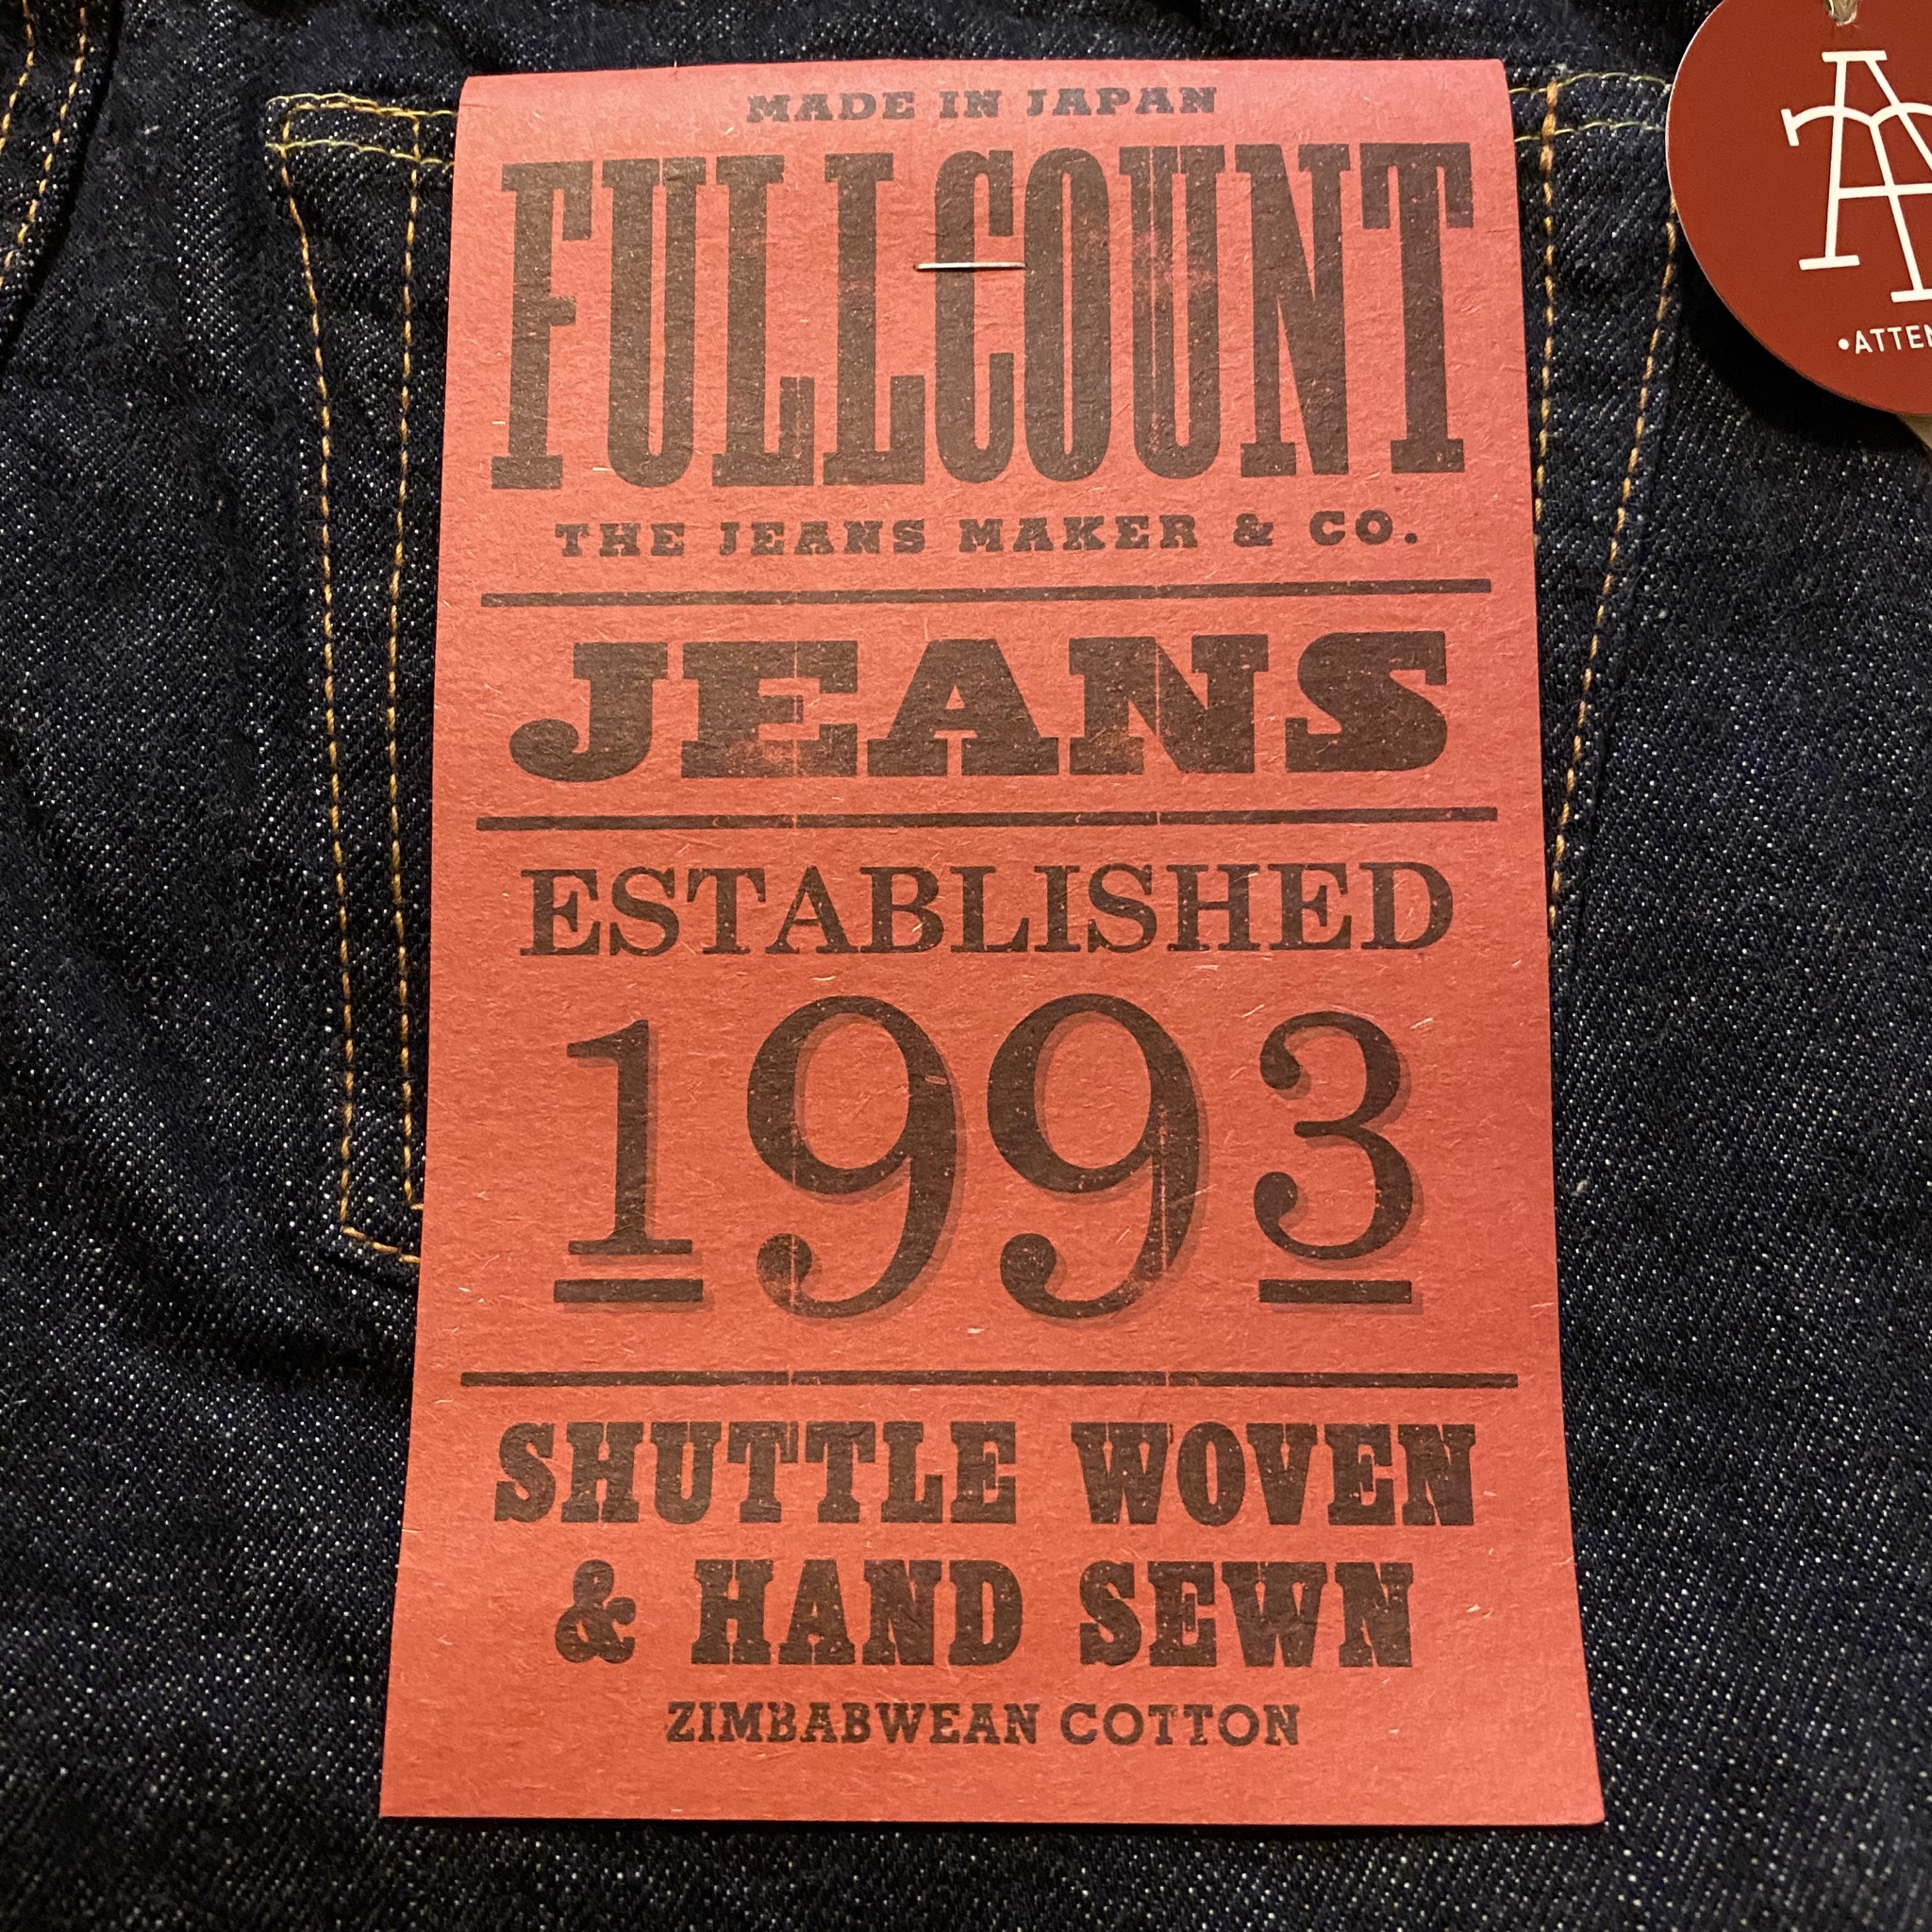 MADE IN JAPAN
FULLCOUNT
THE JEANS MAKER & CO.
JEANS
ESTABLISHED
1993
SHUTTLE WOVEN
& HAND SEWN
ZIMBABWEAN COTTON